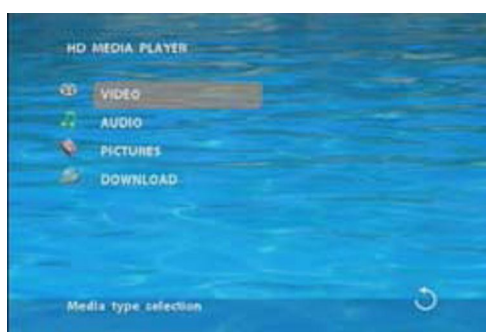 HD MEDIA PLAYER
VIDEO
AUDIO
PICTURES
DOWNLOAD
Media type selection